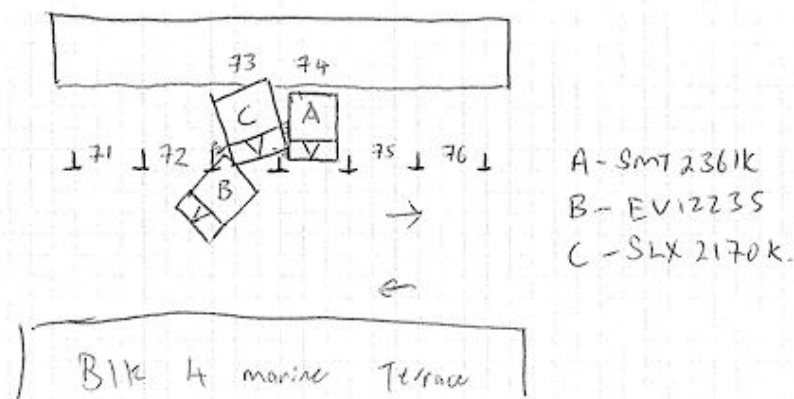 73 74
C A
71 72 75 76
B
A - SMT 2361K
B - EV1223S
C - SLX 2170K.
Blk 4 marine Terrace